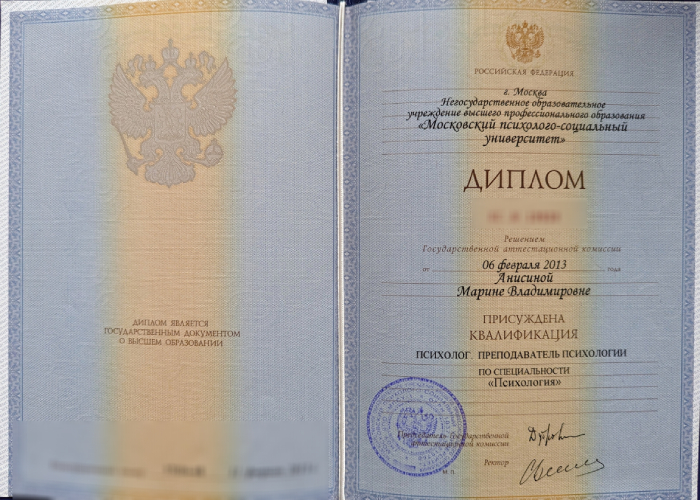 ДИПЛОМ ЯВЛЯЕТСЯ
ГОСУДАРСТВЕННЫМ ДОКУМЕНТОМ
О ВЫСШЕМ ОБРАЗОВАНИИ
РОССИЙСКАЯ ФЕДЕРАЦИЯ
г. Москва
Негосударственное образовательное
учреждение высшего профессионального образования
«Московский психолого-социальный
университет»
ДИПЛОМ
Решением
Государственной аттестационной комиссии
от 06 февраля 2013 года
Анисиной
Марине Владимировне
ПРИСУЖДЕНА
КВАЛИФИКАЦИЯ
ПСИХОЛОГ. ПРЕПОДАВАТЕЛЬ ПСИХОЛОГИИ
ПО СПЕЦИАЛЬНОСТИ
«Психология»
Председатель Государственной
аттестационной комиссии
Ректор
М.П.